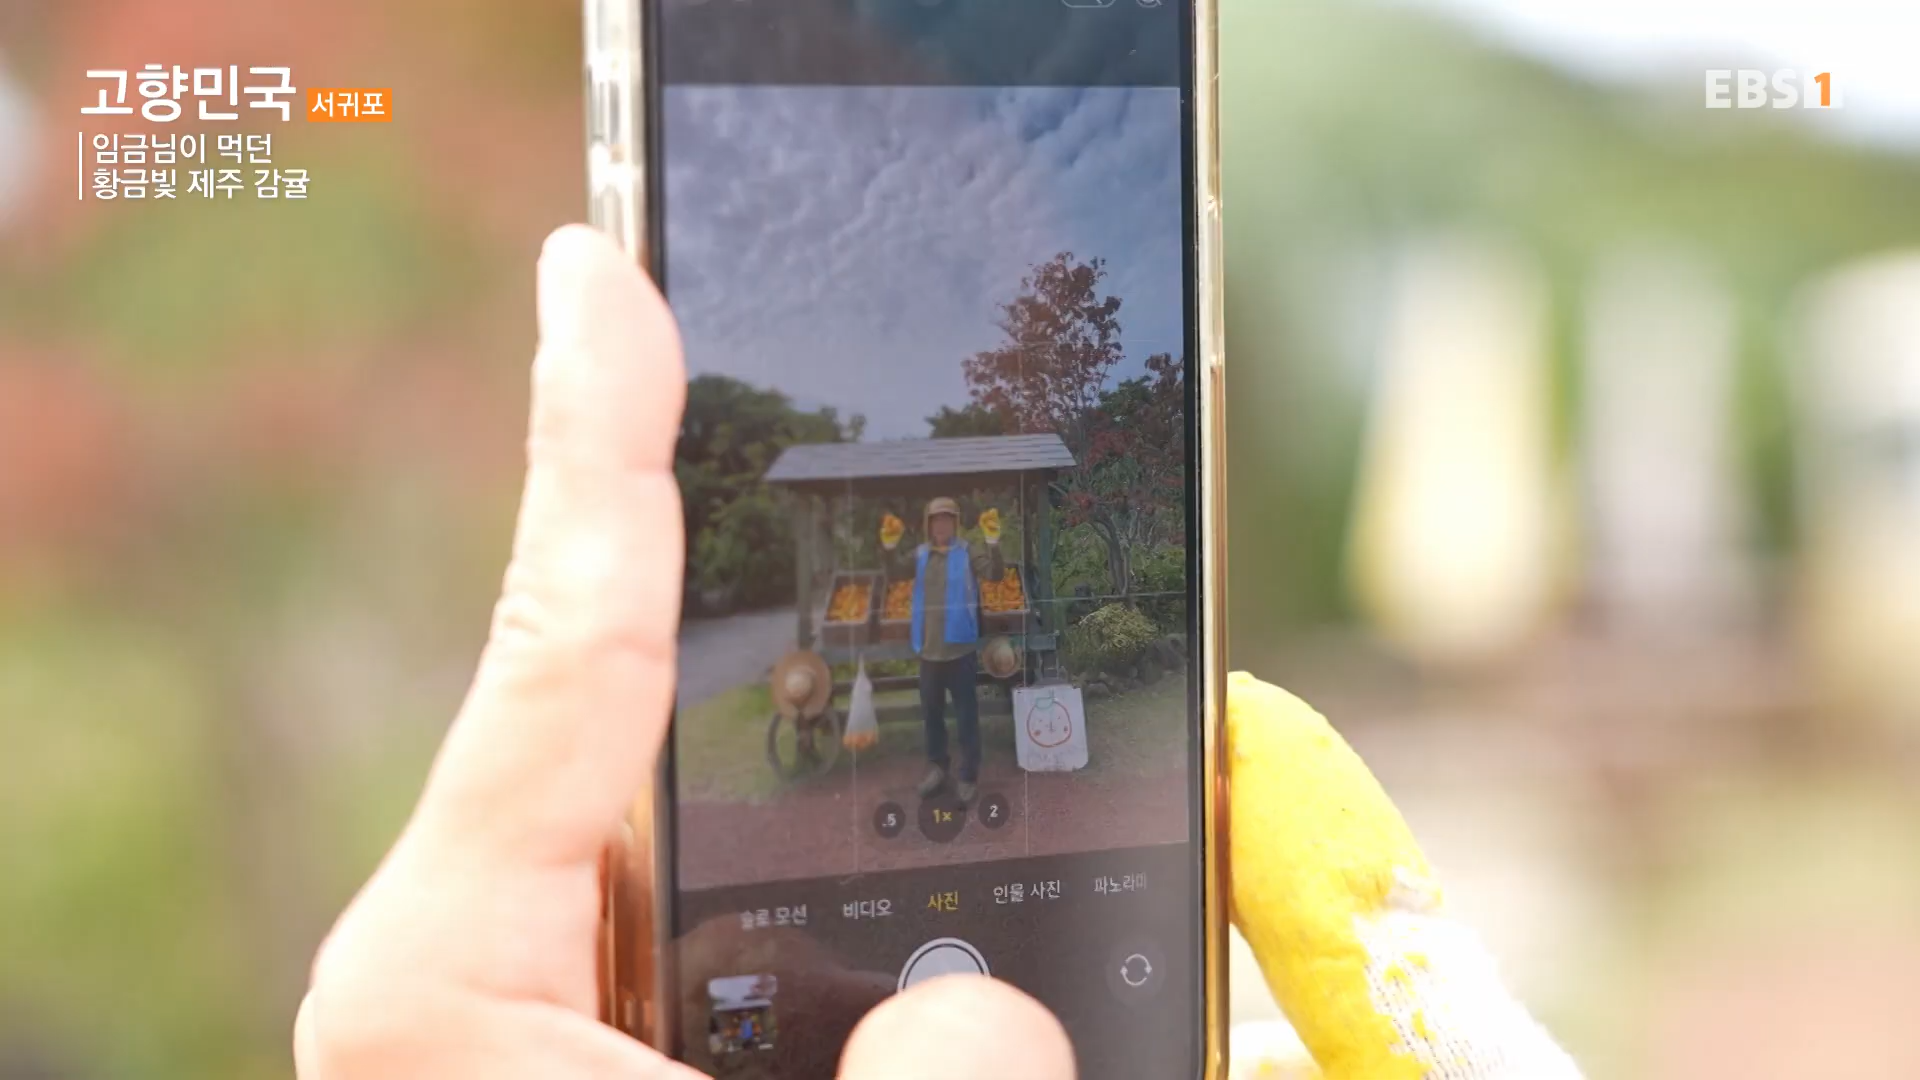 고향민국 서귀포
임금님이 먹던
황금빛 제주 감귤
EBS 1
.5 1× 2
슬로 모션 비디오 사진 인물 사진 파노라마